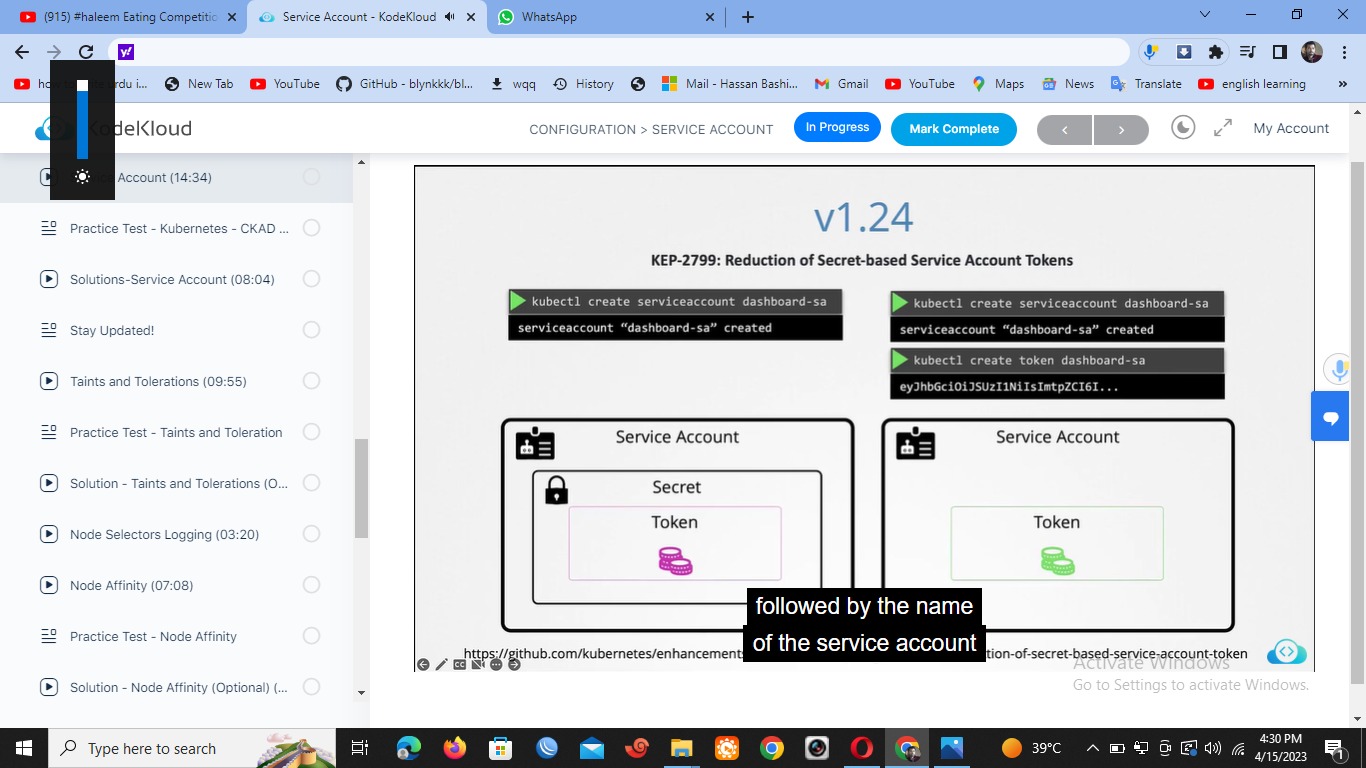 (915) #haleem Eating Competitio
Service Account - KodeKloud
WhatsApp
y!
how t
e urdu i...
New Tab
YouTube
GitHub - blynkkk/bl...
wqq
History
Mail - Hassan Bashi...
Gmail
YouTube
Maps
News
Translate
english learning
»
KodeKloud
CONFIGURATION > SERVICE ACCOUNT
In Progress
Mark Complete
My Account
Account (14:34)
Practice Test - Kubernetes - CKAD ...
Solutions-Service Account (08:04)
Stay Updated!
Taints and Tolerations (09:55)
Practice Test - Taints and Toleration
Solution - Taints and Tolerations (O...
Node Selectors Logging (03:20)
Node Affinity (07:08)
Practice Test - Node Affinity
Solution - Node Affinity (Optional) (...
v1.24
KEP-2799: Reduction of Secret-based Service Account Tokens
kubectl create serviceaccount dashboard-sa
serviceaccount “dashboard-sa” created
kubectl create serviceaccount dashboard-sa
serviceaccount “dashboard-sa” created
kubectl create token dashboard-sa
eyJhbGciOiJSUzI1NiIsImtpZCI6I...
Service Account
Secret
Token
Service Account
Token
followed by the name
of the service account
https://github.com/kubernetes/enhancement
tion-of-secret-based-service-account-token
Activate Windows
Go to Settings to activate Windows.
Type here to search
39°C
4:30 PM
4/15/2023
1